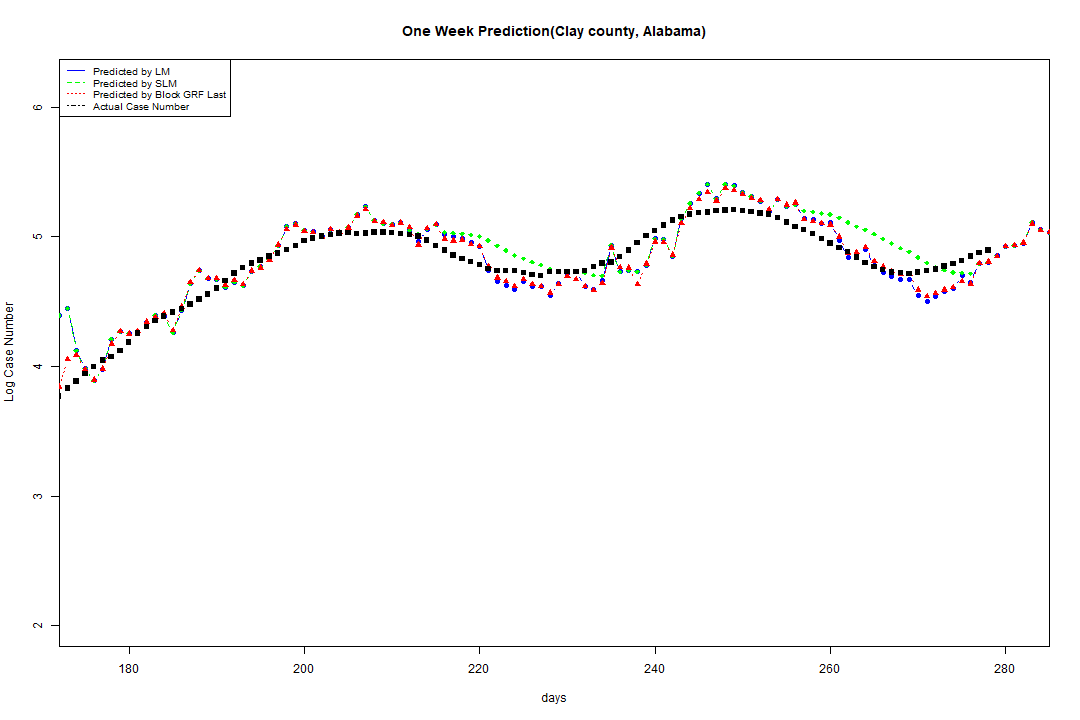 One Week Prediction(Clay county, Alabama)
Predicted by LM
Predicted by SLM
Predicted by Block GRF Last
Actual Case Number
Log Case Number
6
5
4
3
2
180 200 220 240 260 280
days